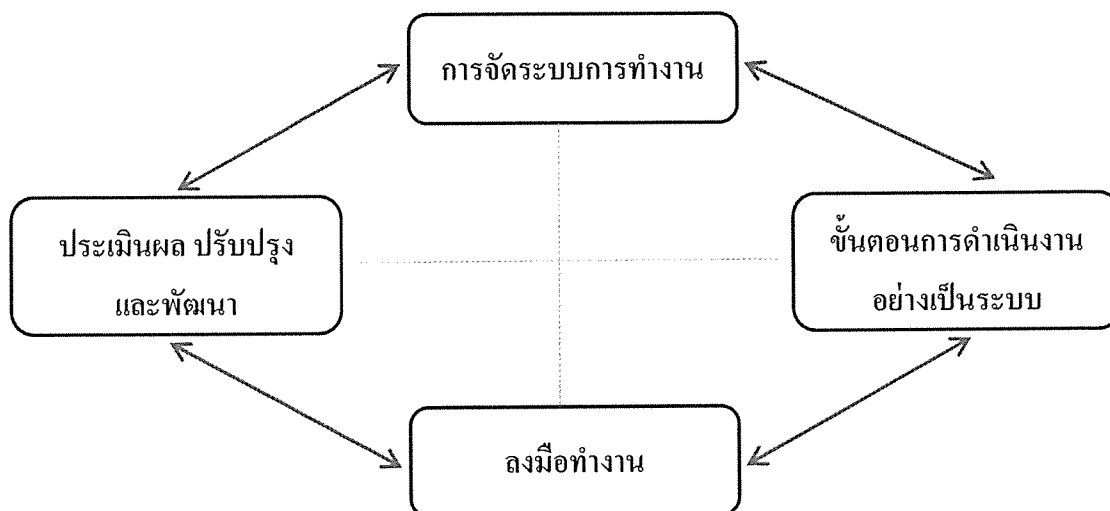 การจัดระบบการทำงาน
ประเมินผล ปรับปรุง
และพัฒนา
ขั้นตอนการดำเนินงาน
อย่างเป็นระบบ
ลงมือทำงาน